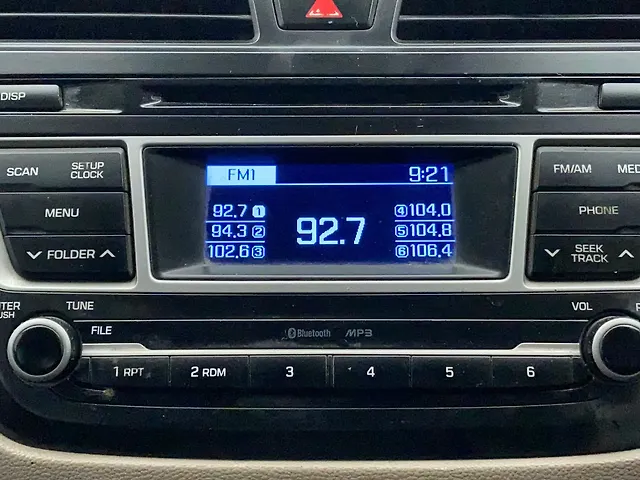 DISP
SCAN
SETUP
CLOCK
MENU
FOLDER
FM1 9:21
92.7 1
94.3 2
102.6 3
92.7
4 104.0
5 104.8
6 106.4
FM/AM
PHONE
SEEK
TRACK
TUNE
FILE
Bluetooth MP3
VOL
1 RPT
2 RDM
3
4
5
6